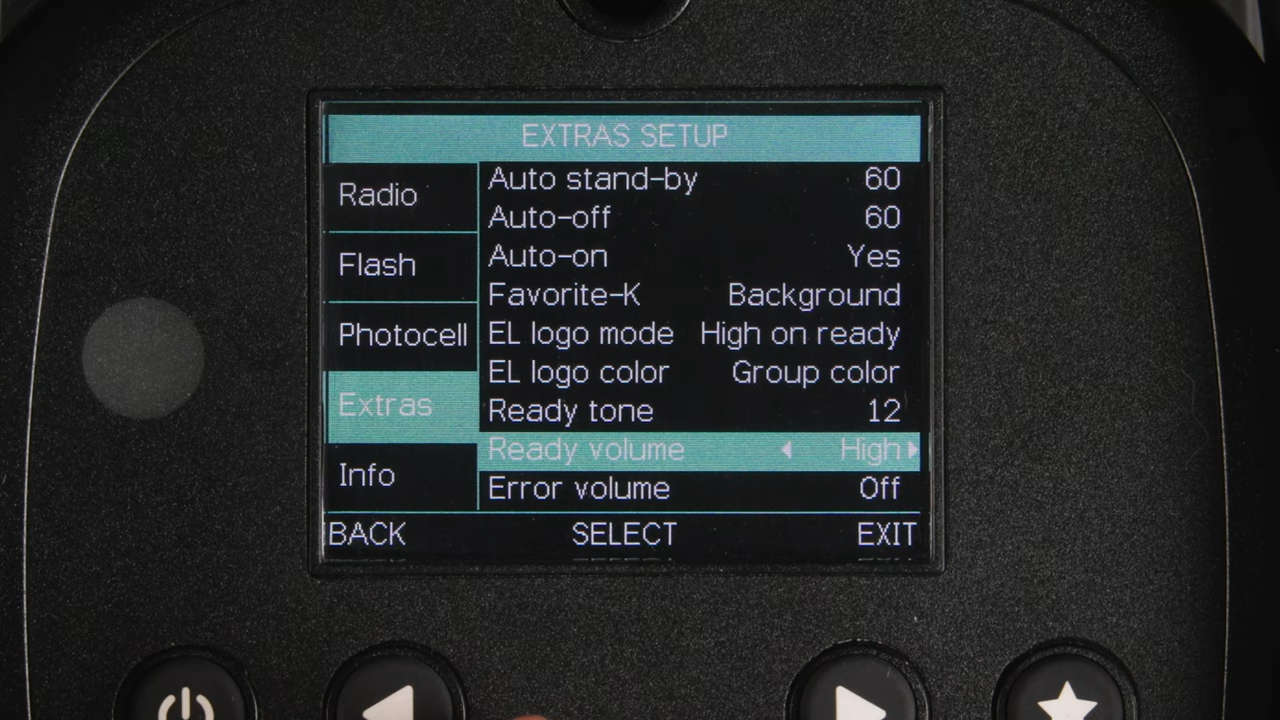 EXTRAS SETUP
Radio
Flash
Photocell
Extras
Info
Auto stand-by 60
Auto-off 60
Auto-on Yes
Favorite-K Background
EL logo mode High on ready
EL logo color Group color
Ready tone 12
Ready volume High
Error volume Off
BACK SELECT EXIT